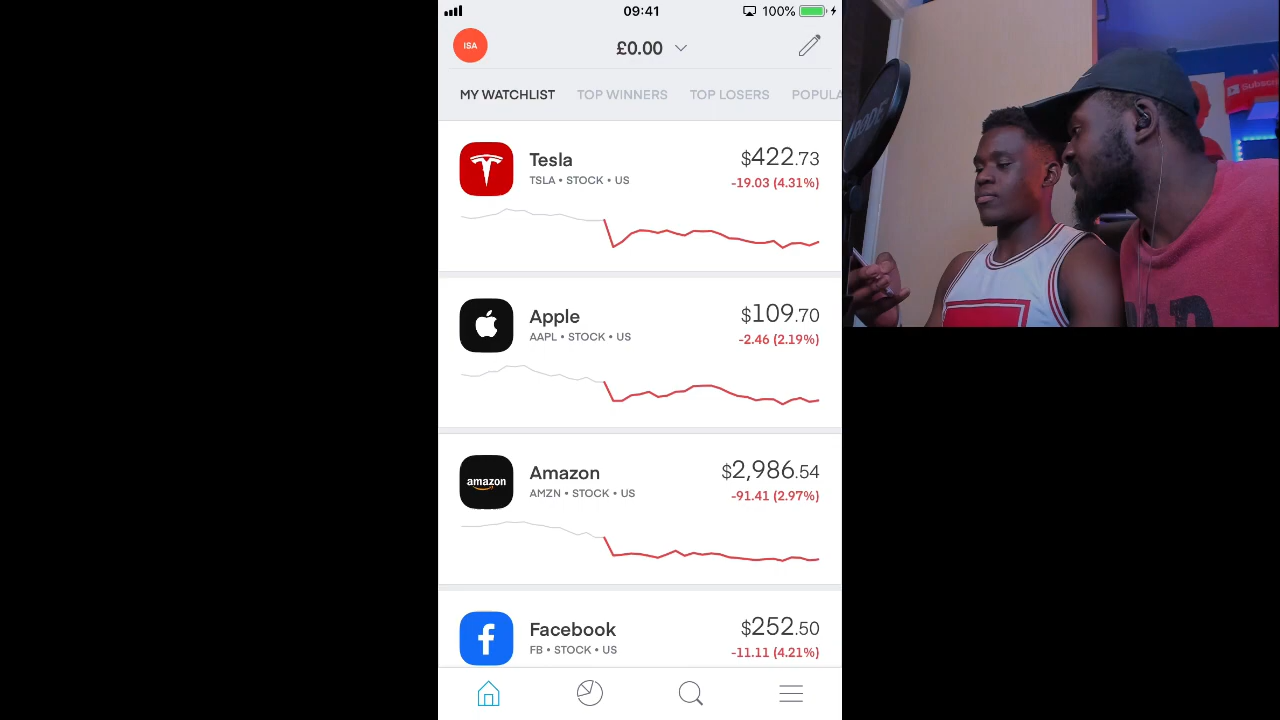 09:41
100%
ISA
£0.00
MY WATCHLIST TOP WINNERS TOP LOSERS POPULA
Tesla
$422.73
TSLA • STOCK • US
-19.03 (4.31%)
Apple
$109.70
AAPL • STOCK • US
-2.46 (2.19%)
amazon
Amazon
$2,986.54
AMZN • STOCK • US
-91.41 (2.97%)
Facebook
$252.50
FB • STOCK • US
-11.11 (4.21%)
RODE
Subscri